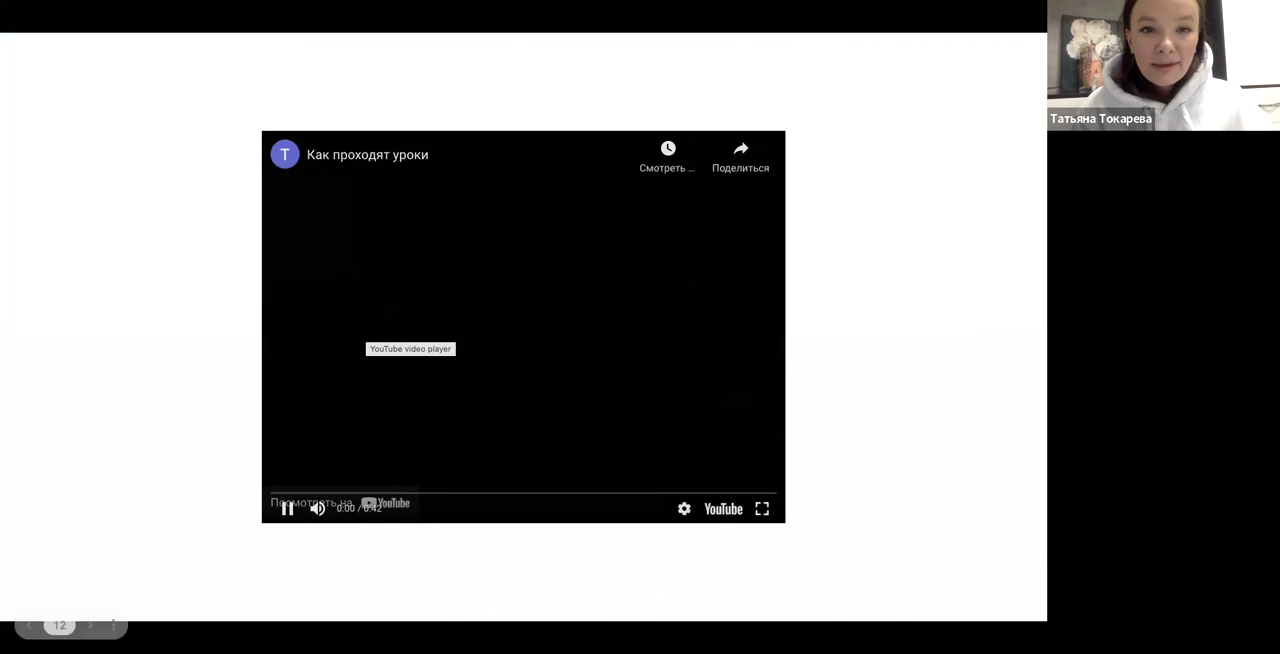 Татьяна Токарева
T
Как проходят уроки
Смотреть ...
Поделиться
YouTube video player
Посмотреть на YouTube
0:00 / 0:42
YouTube
12